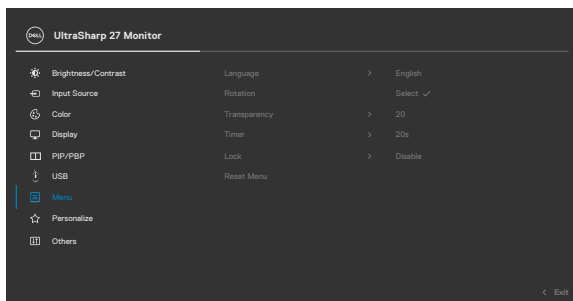 DELL UltraSharp 27 Monitor
Brightness/Contrast Language > English
Input Source Rotation Select ✓
Color Transparency > 20
Display Timer > 20s
PIP/PBP Lock > Disable
USB Reset Menu
Menu
Personalize
Others
< Exit